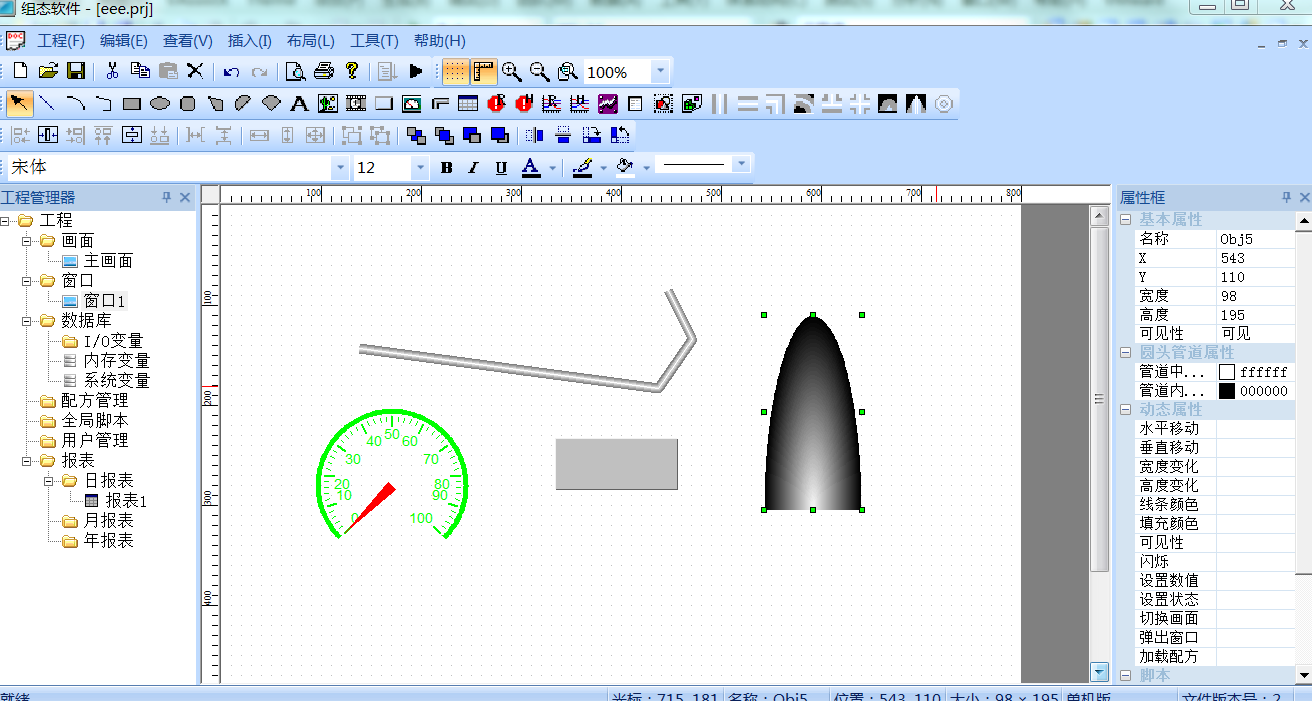 组态软件 - [eee.prj]
工程(F) 编辑(E) 查看(V) 插入(I) 布局(L) 工具(T) 帮助(H)
100%
宋体 12 B I U A
工程管理器
工程
画面
主画面
窗口
窗口1
数据库
I/O变量
内存变量
系统变量
配方管理
全局脚本
用户管理
报表
日报表
报表1
月报表
年报表
100 200 300 400 500 600 700 800
100
200
300
400
0 10 20 30 40 50 60 70 80 90 100
属性框
基本属性
名称 Obj5
X 543
Y 110
宽度 98
高度 195
可见性 可见
圆头管道属性
管道中... ffffff
管道内... 000000
动态属性
水平移动
垂直移动
宽度变化
高度变化
线条颜色
填充颜色
可见性
闪烁
设置数值
设置状态
切换画面
弹出窗口
加载配方
脚本
就绪 光标：715，181 名称：Obj5 位置：543，110 大小：98 × 195 单机版 文件版本号：2